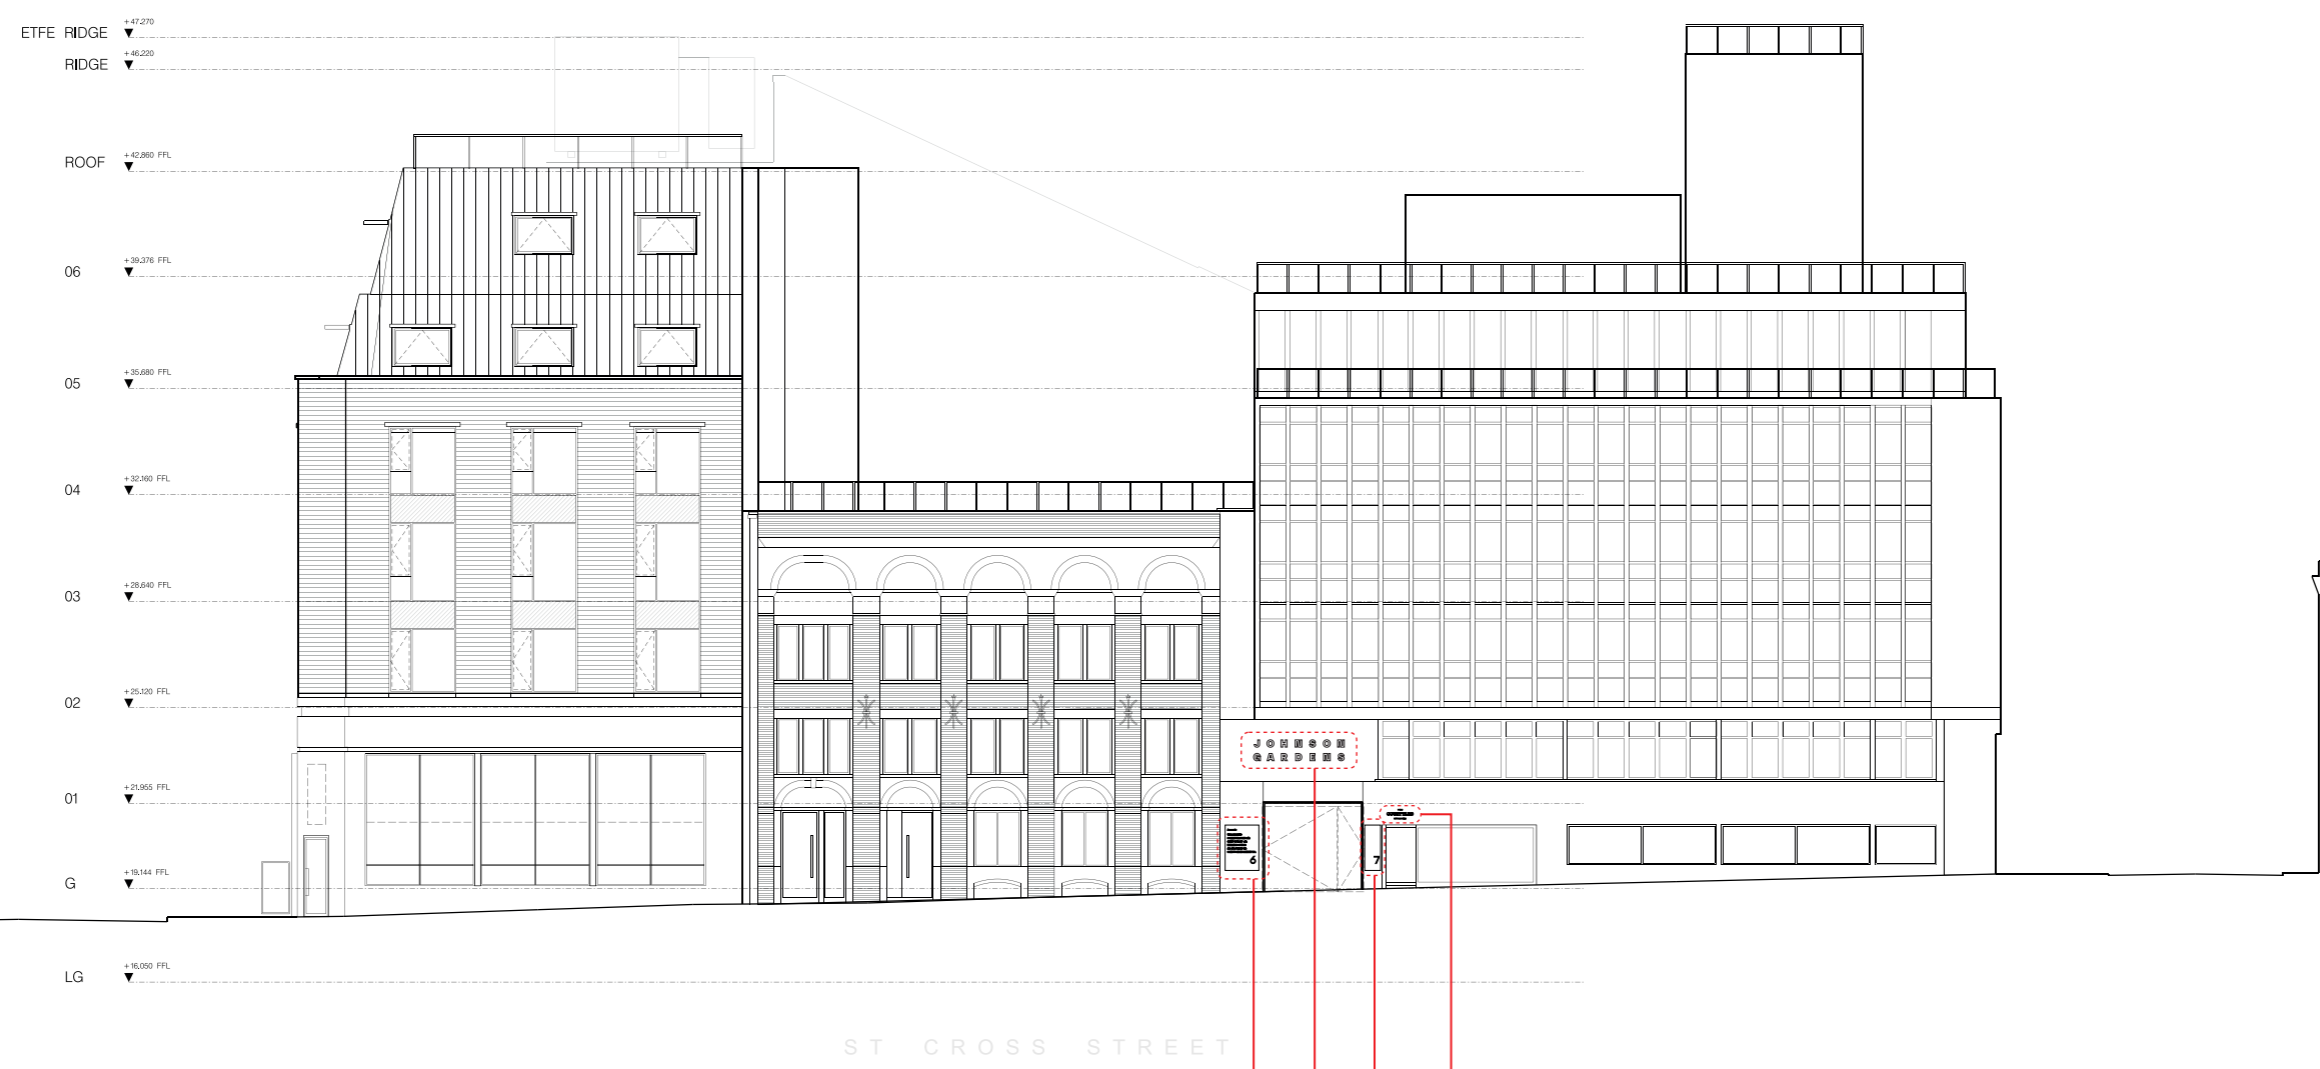 ETFE RIDGE
+47.270
RIDGE
+46.220
ROOF
+42.860 FFL
06
+39.376 FFL
05
+35.680 FFL
04
+32.160 FFL
03
+28.640 FFL
02
+25.120 FFL
01
+21.955 FFL
G
+19.144 FFL
LG
+16.050 FFL
JOHNSON
GARDENS
6
7
ST CROSS STREET